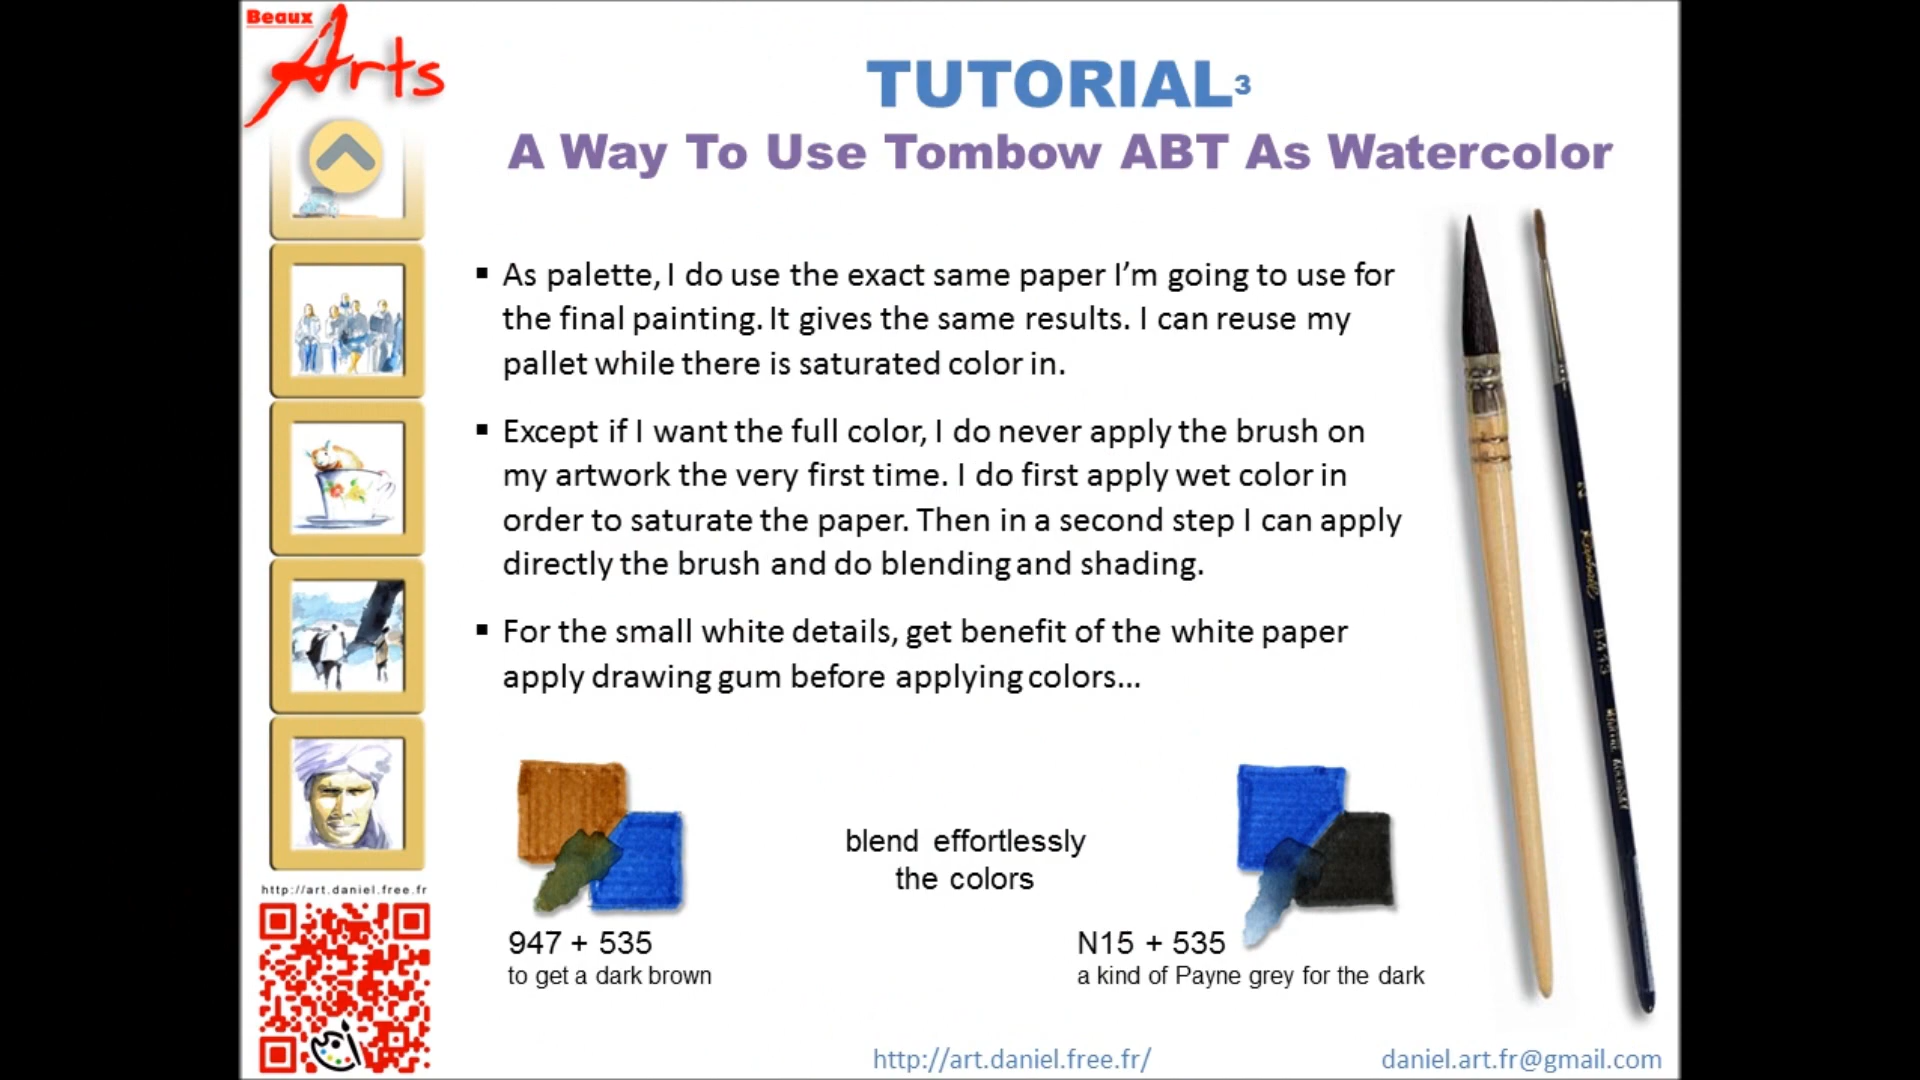 Beaux
Arts
TUTORIAL³
A Way To Use Tombow ABT As Watercolor
▪ As palette, I do use the exact same paper I’m going to use for
the final painting. It gives the same results. I can reuse my
pallet while there is saturated color in.
▪ Except if I want the full color, I do never apply the brush on
my artwork the very first time. I do first apply wet color in
order to saturate the paper. Then in a second step I can apply
directly the brush and do blending and shading.
▪ For the small white details, get benefit of the white paper
apply drawing gum before applying colors...
blend effortlessly
the colors
947 + 535
to get a dark brown
N15 + 535
a kind of Payne grey for the dark
http://art.daniel.free.fr
http://art.daniel.free.fr/
daniel.art.fr@gmail.com